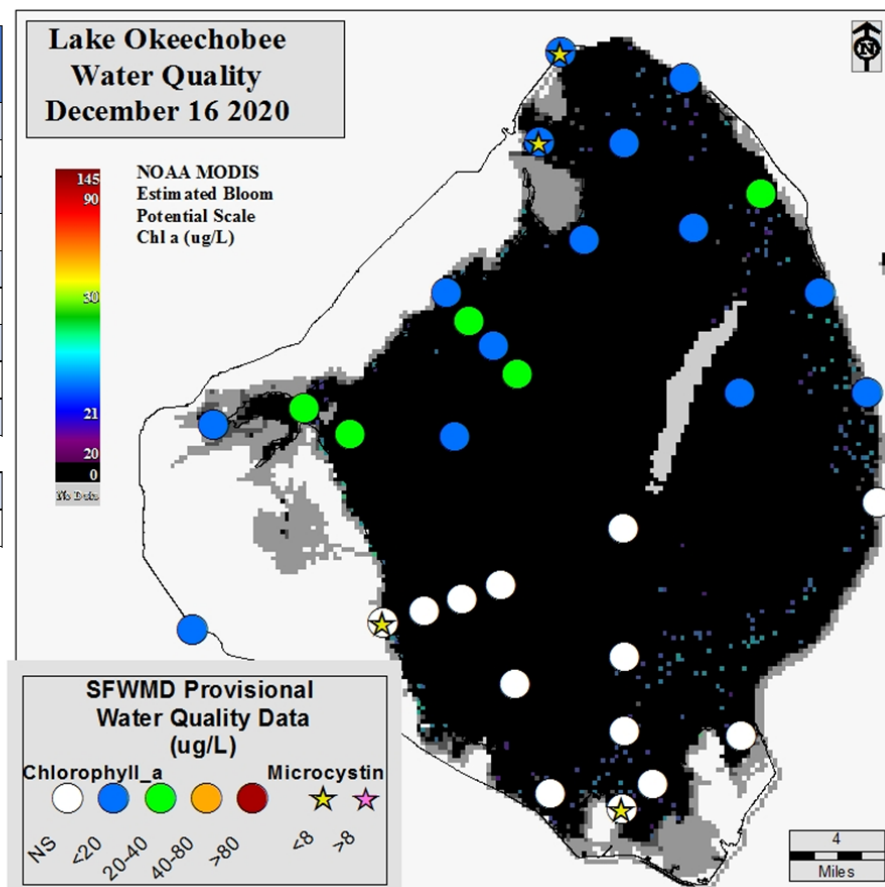 Lake Okeechobee
Water Quality
December 16 2020
N
145
90
30
21
20
0
No Data
NOAA MODIS
Estimated Bloom
Potential Scale
Chl a (ug/L)
SFWMD Provisional
Water Quality Data
(ug/L)
Chlorophyll_a Microcystin
NS <20 20-40 40-80 >80 <8 >8
4
Miles